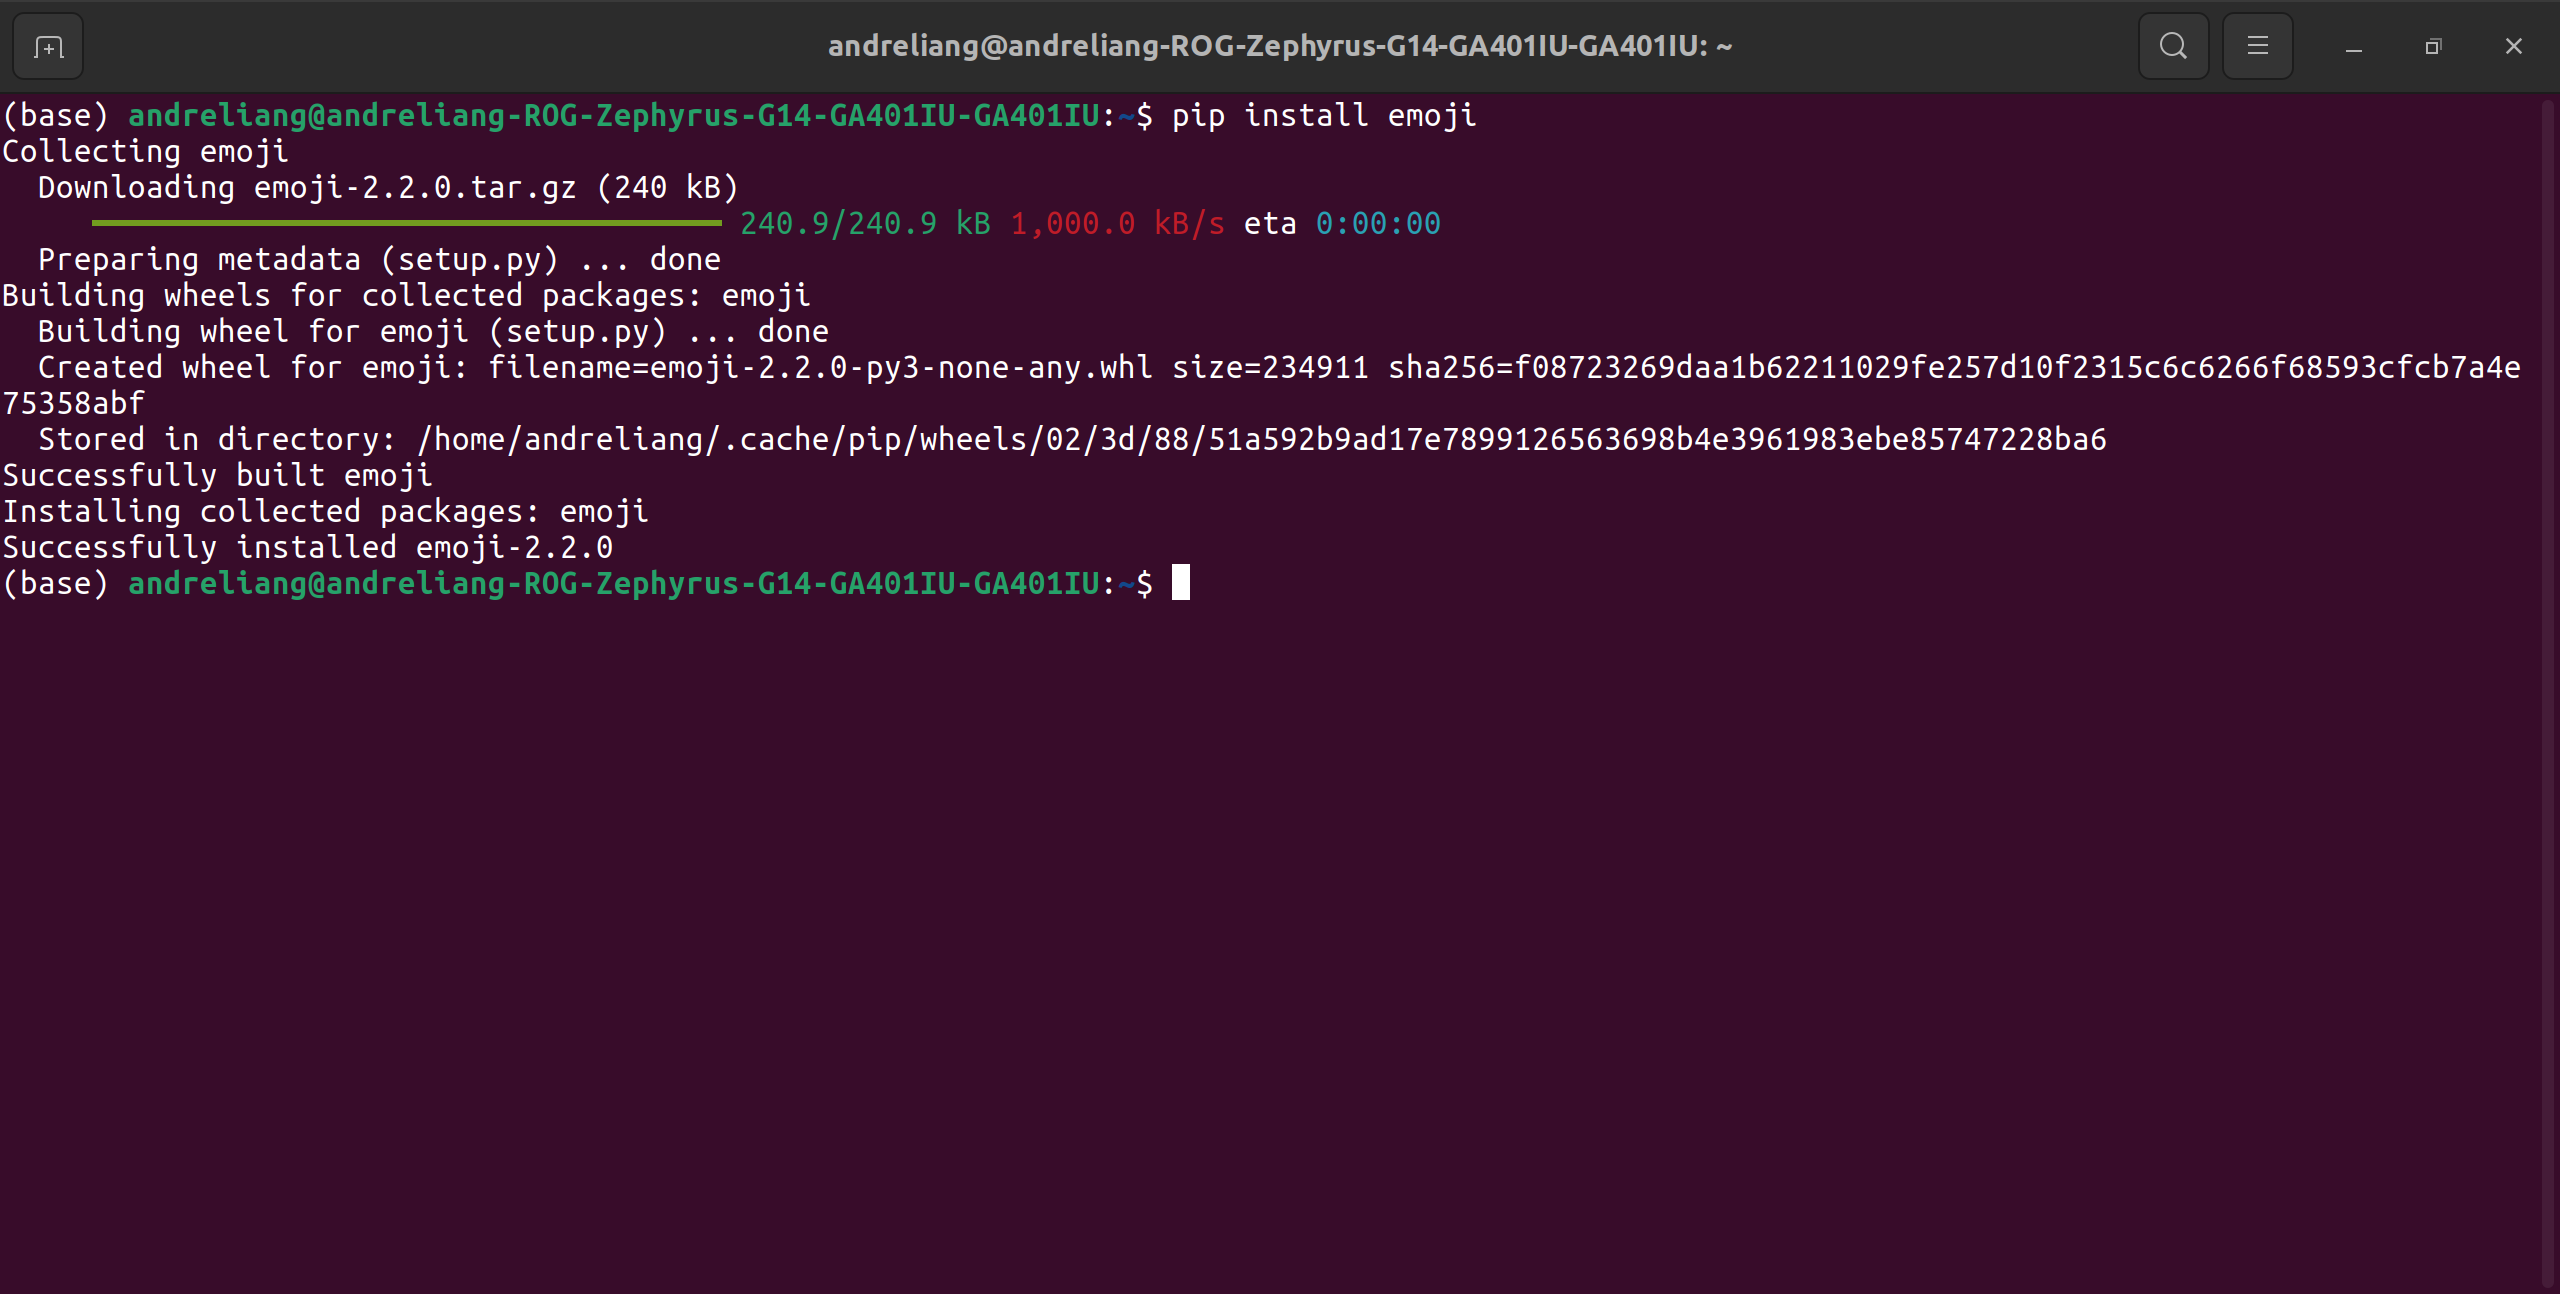 andreliang@andreliang-ROG-Zephyrus-G14-GA401IU-GA401IU: ~
(base) andreliang@andreliang-ROG-Zephyrus-G14-GA401IU-GA401IU:~$ pip install emoji
Collecting emoji
  Downloading emoji-2.2.0.tar.gz (240 kB)
240.9/240.9 kB 1,000.0 kB/s eta 0:00:00
  Preparing metadata (setup.py) ... done
Building wheels for collected packages: emoji
  Building wheel for emoji (setup.py) ... done
  Created wheel for emoji: filename=emoji-2.2.0-py3-none-any.whl size=234911 sha256=f08723269daa1b62211029fe257d10f2315c6c6266f68593cfcb7a4e
75358abf
  Stored in directory: /home/andreliang/.cache/pip/wheels/02/3d/88/51a592b9ad17e7899126563698b4e3961983ebe85747228ba6
Successfully built emoji
Installing collected packages: emoji
Successfully installed emoji-2.2.0
(base) andreliang@andreliang-ROG-Zephyrus-G14-GA401IU-GA401IU:~$